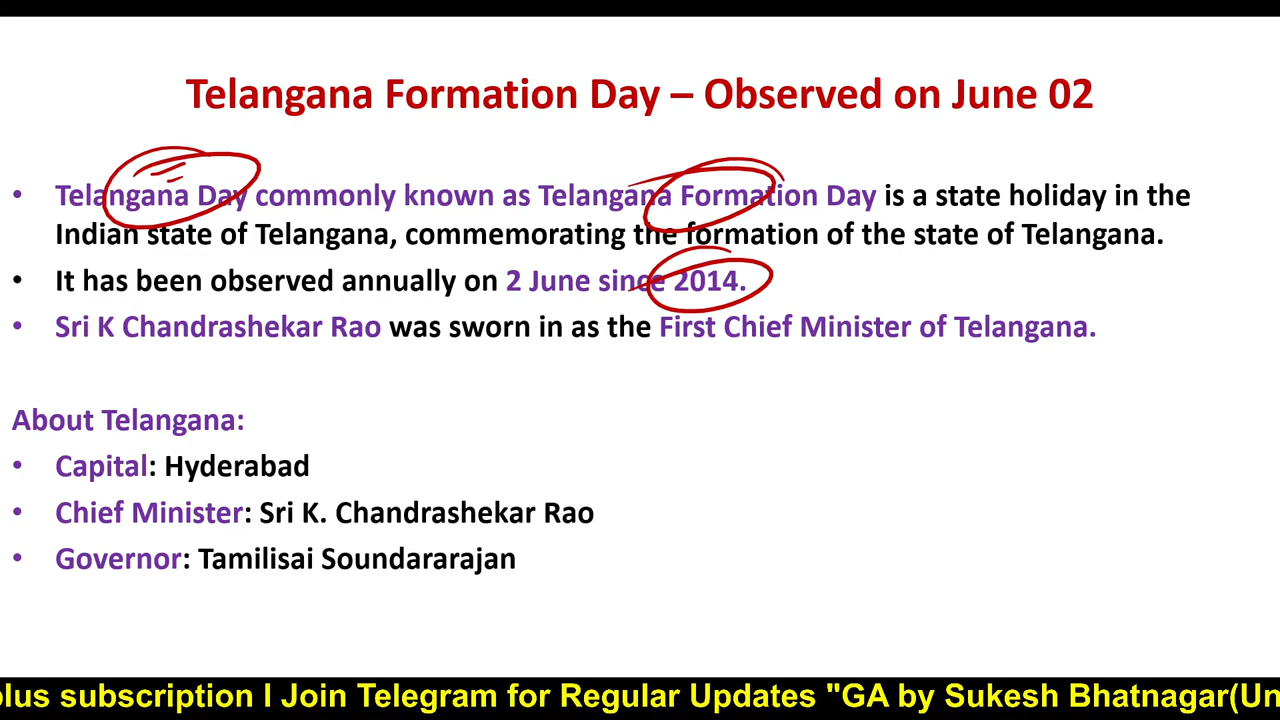 Telangana Formation Day – Observed on June 02
• Telangana Day commonly known as Telangana Formation Day is a state holiday in the
Indian state of Telangana, commemorating the formation of the state of Telangana.
• It has been observed annually on 2 June since 2014.
• Sri K Chandrashekar Rao was sworn in as the First Chief Minister of Telangana.
About Telangana:
• Capital: Hyderabad
• Chief Minister: Sri K. Chandrashekar Rao
• Governor: Tamilisai Soundararajan
plus subscription I Join Telegram for Regular Updates "GA by Sukesh Bhatnagar(Un